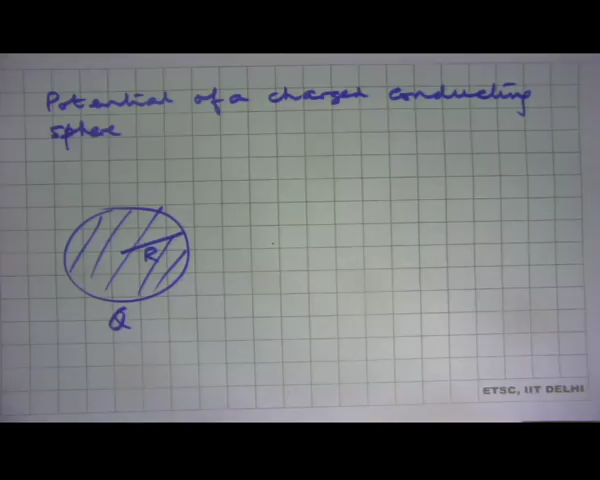 Potential of a charged conducting
sphere
R
Q
ETSC, IIT DELHI